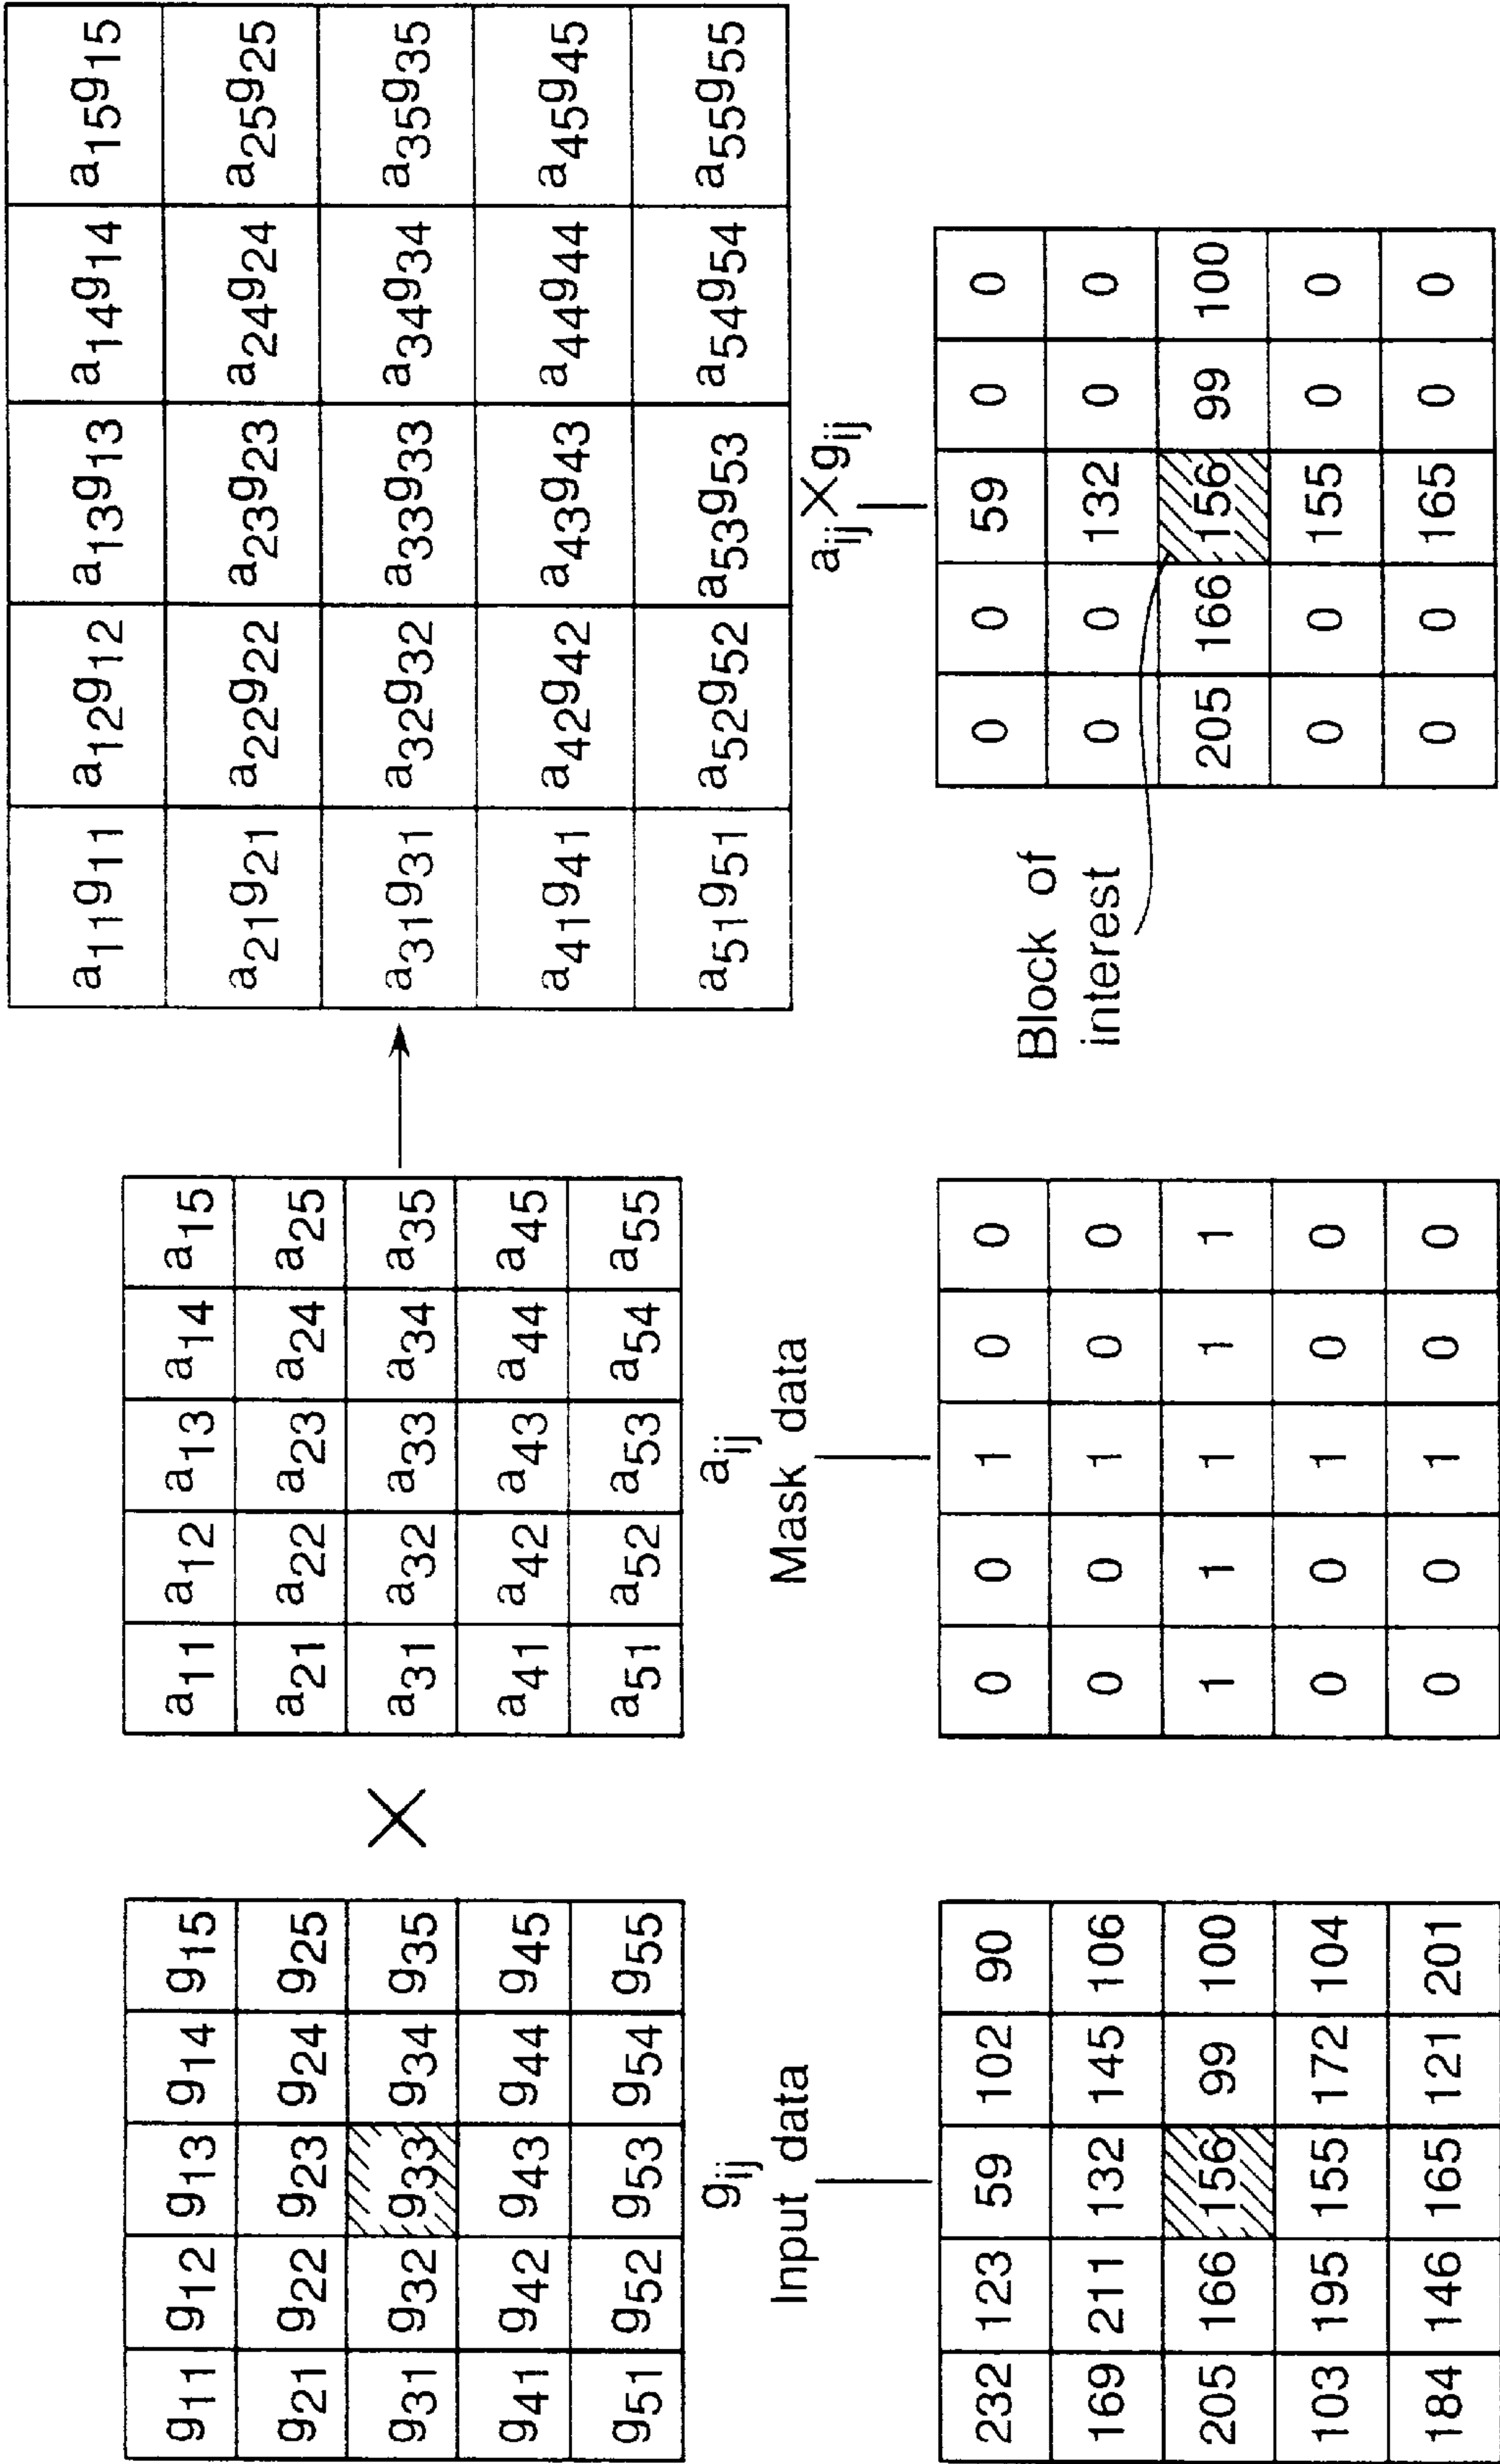 g11 g12 g13 g14 g15
g21 g22 g23 g24 g25
g31 g32 g33 g34 g35
g41 g42 g43 g44 g45
g51 g52 g53 g54 g55
gij
Input data
×
a11 a12 a13 a14 a15
a21 a22 a23 a24 a25
a31 a32 a33 a34 a35
a41 a42 a43 a44 a45
a51 a52 a53 a54 a55
aij
Mask data
a11g11 a12g12 a13g13 a14g14 a15g15
a21g21 a22g22 a23g23 a24g24 a25g25
a31g31 a32g32 a33g33 a34g34 a35g35
a41g41 a42g42 a43g43 a44g44 a45g45
a51g51 a52g52 a53g53 a54g54 a55g55
aij×gij
232 123 59 102 90
169 211 132 145 106
205 166 156 99 100
103 195 155 172 104
184 146 165 121 201
0 0 1 0 0
0 0 1 0 0
1 1 1 1 1
0 0 1 0 0
0 0 1 0 0
Block of
interest
0 0 59 0 0
0 0 132 0 0
205 166 156 99 100
0 0 155 0 0
0 0 165 0 0